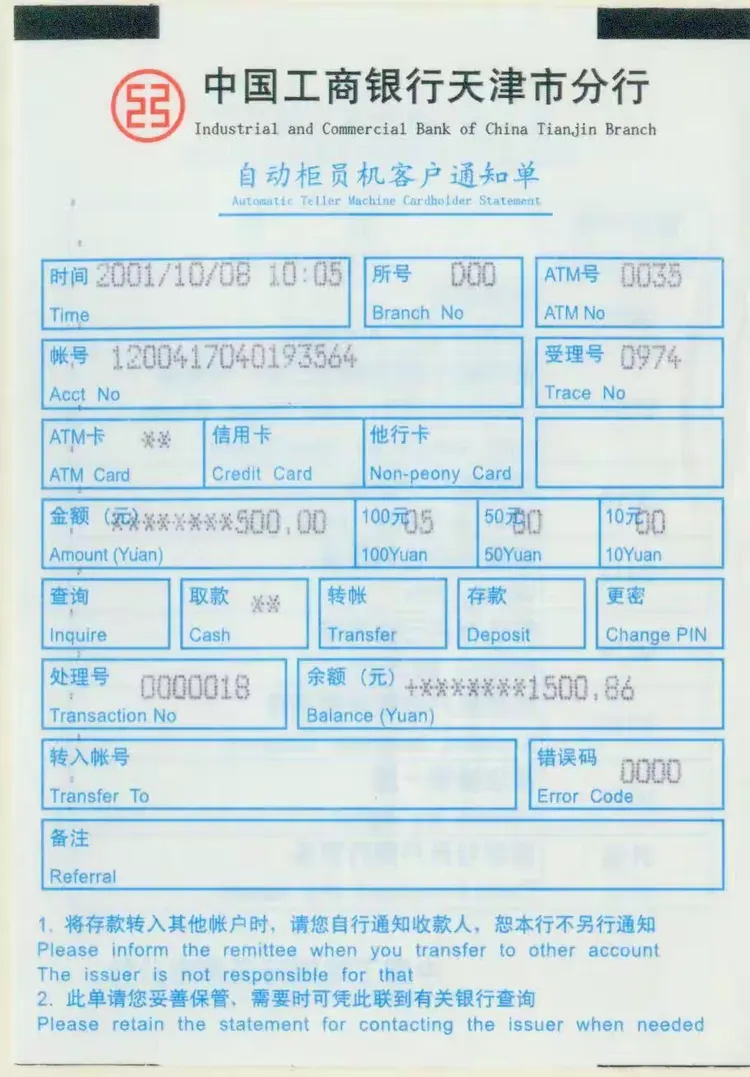 中国工商银行天津市分行
Industrial and Commercial Bank of China Tianjin Branch
自动柜员机客户通知单
Automatic Teller Machine Cardholder Statement
时间 2001/10/08 10:05 所号 000 ATM号 0035
Time Branch No ATM No
帐号 1200417040193564 受理号 0974
Acct No Trace No
ATM卡 ** 信用卡 他行卡
ATM Card Credit Card Non-peony Card
金额（元）********500.00 100元 05 50元 00 10元 00
Amount (Yuan) 100Yuan 50Yuan 10Yuan
查询 取款 ** 转帐 存款 更密
Inquire Cash Transfer Deposit Change PIN
处理号 0000018 余额（元）+*******1500.86
Transaction No Balance (Yuan)
转入帐号 错误码 0000
Transfer To Error Code
备注
Referral
1. 将存款转入其他帐户时，请您自行通知收款人，恕本行不另行通知
Please inform the remittee when you transfer to other account
The issuer is not responsible for that
2. 此单请您妥善保管、需要时可凭此联到有关银行查询
Please retain the statement for contacting the issuer when needed